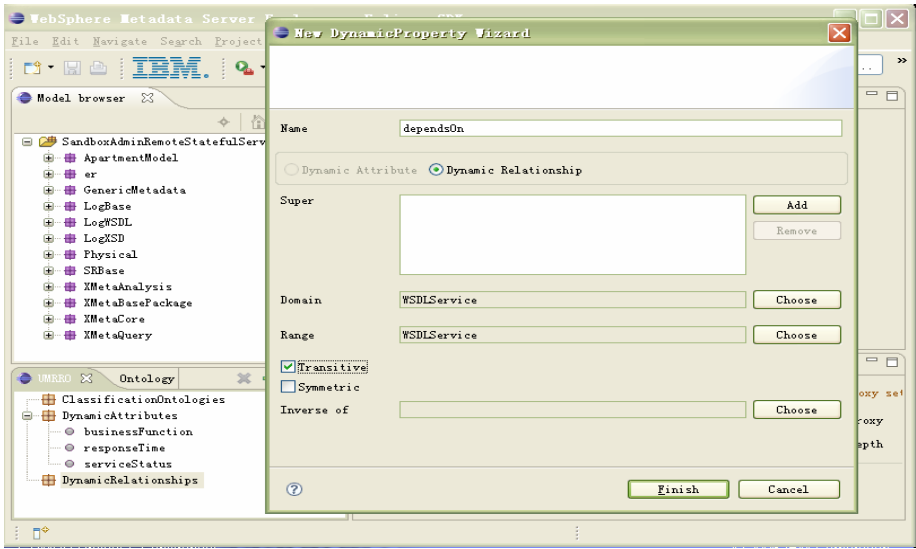 WebSphere Metadata Server
File Edit Navigate Search Project
IBM.
Model browser
SandboxAdminRemoteStatefulServ
ApartmentModel
er
GenericMetadata
LogBase
LogWSDL
LogXSD
Physical
SRBase
XMetaAnalysis
XMetaBasePackage
XMetaCore
XMetaQuery
UMRRO Ontology
ClassificationOntologies
DynamicAttributes
businessFunction
responseTime
serviceStatus
DynamicRelationships
New DynamicProperty Wizard
Name dependsOn
Dynamic Attribute Dynamic Relationship
Super Add
Remove
Domain WSDLService Choose
Range WSDLService Choose
Transitive
Symmetric
Inverse of Choose
Finish Cancel
oxy set
roxy
epth